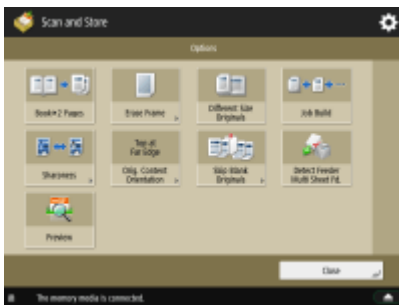 Scan and Store
Options
Book▸2 Pages
Erase Frame
Different Size
Originals
Job Build
Sharpness
Top at
Far Edge
Orig. Content
Orientation
Skip Blank
Originals
Detect Feeder
Multi Sheet Fd.
Preview
Close
The memory media is connected.